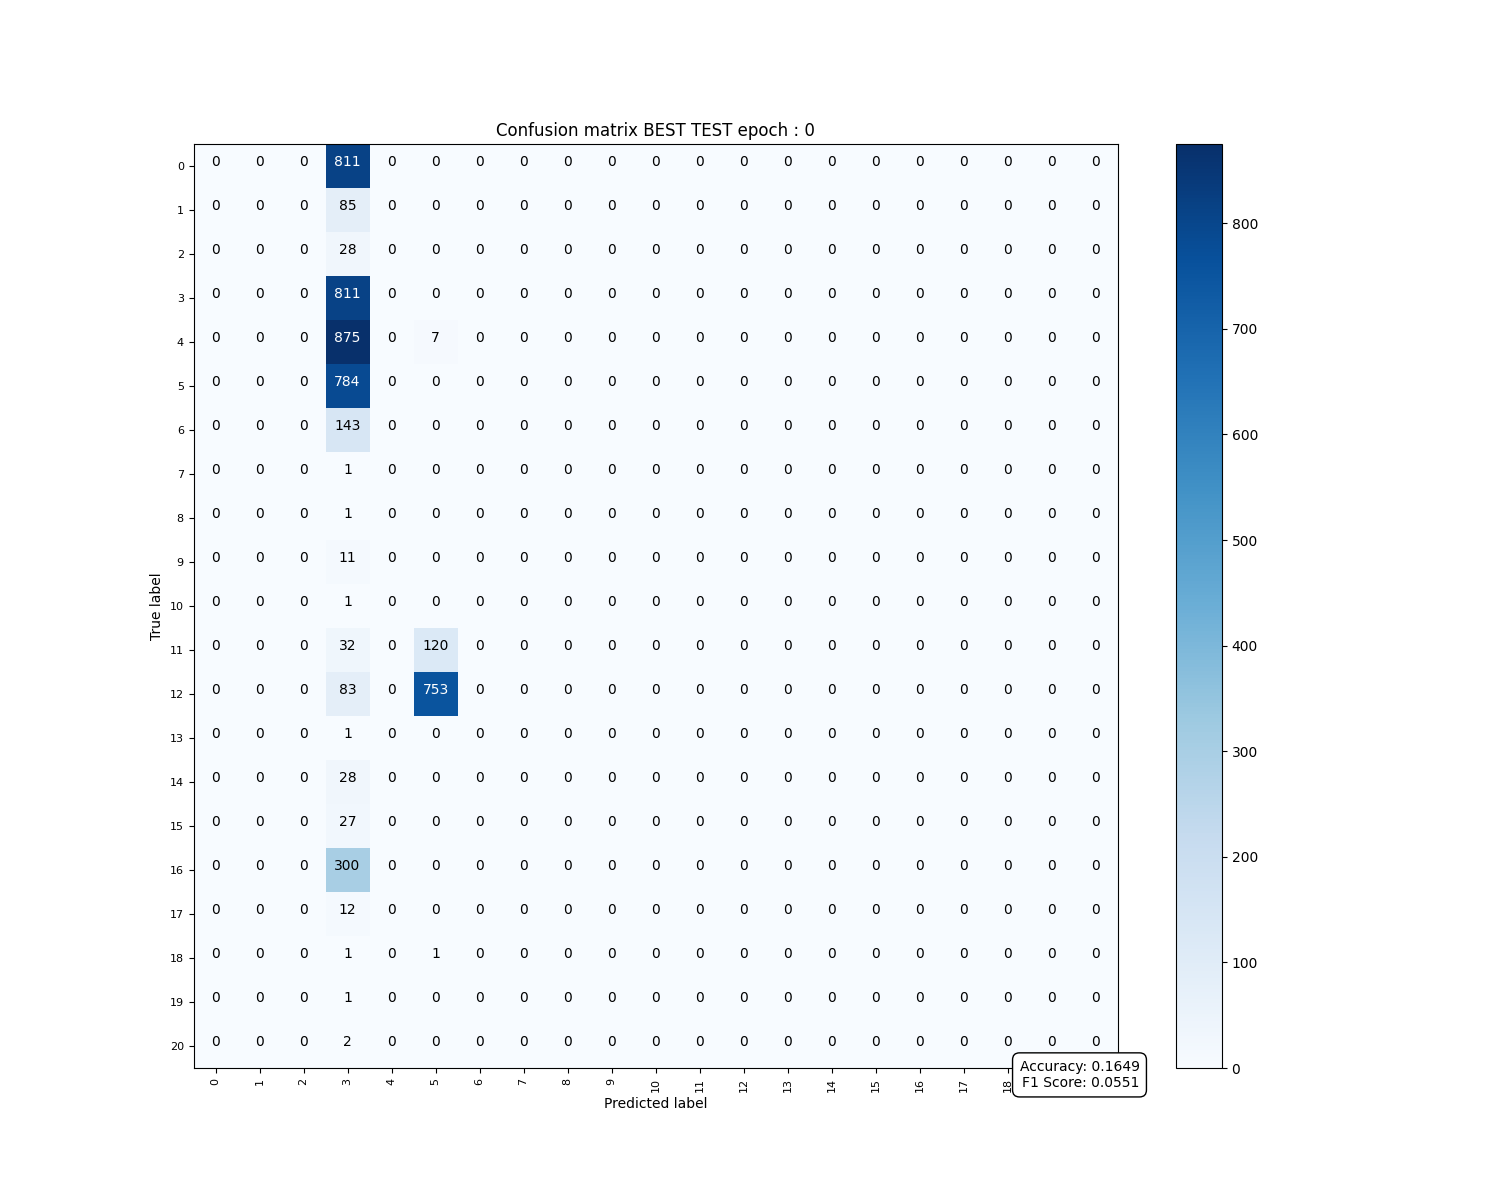 Confusion matrix BEST TEST epoch : 0
0 0 0 0 811 0 0 0 0 0 0 0 0 0 0 0 0 0 0 0 0 0
1 0 0 0 85 0 0 0 0 0 0 0 0 0 0 0 0 0 0 0 0 0
2 0 0 0 28 0 0 0 0 0 0 0 0 0 0 0 0 0 0 0 0 0
3 0 0 0 811 0 0 0 0 0 0 0 0 0 0 0 0 0 0 0 0 0
4 0 0 0 875 0 7 0 0 0 0 0 0 0 0 0 0 0 0 0 0 0
5 0 0 0 784 0 0 0 0 0 0 0 0 0 0 0 0 0 0 0 0 0
6 0 0 0 143 0 0 0 0 0 0 0 0 0 0 0 0 0 0 0 0 0
7 0 0 0 1 0 0 0 0 0 0 0 0 0 0 0 0 0 0 0 0 0
8 0 0 0 1 0 0 0 0 0 0 0 0 0 0 0 0 0 0 0 0 0
9 0 0 0 11 0 0 0 0 0 0 0 0 0 0 0 0 0 0 0 0 0
10 0 0 0 1 0 0 0 0 0 0 0 0 0 0 0 0 0 0 0 0 0
11 0 0 0 32 0 120 0 0 0 0 0 0 0 0 0 0 0 0 0 0 0
12 0 0 0 83 0 753 0 0 0 0 0 0 0 0 0 0 0 0 0 0 0
13 0 0 0 1 0 0 0 0 0 0 0 0 0 0 0 0 0 0 0 0 0
14 0 0 0 28 0 0 0 0 0 0 0 0 0 0 0 0 0 0 0 0 0
15 0 0 0 27 0 0 0 0 0 0 0 0 0 0 0 0 0 0 0 0 0
16 0 0 0 300 0 0 0 0 0 0 0 0 0 0 0 0 0 0 0 0 0
17 0 0 0 12 0 0 0 0 0 0 0 0 0 0 0 0 0 0 0 0 0
18 0 0 0 1 0 1 0 0 0 0 0 0 0 0 0 0 0 0 0 0 0
19 0 0 0 1 0 0 0 0 0 0 0 0 0 0 0 0 0 0 0 0 0
20 0 0 0 2 0 0 0 0 0 0 0 0 0 0 0 0 0 0 0 0 0
True label
0 1 2 3 4 5 6 7 8 9 10 11 12 13 14 15 16 17 18
Predicted label
Accuracy: 0.1649
F1 Score: 0.0551
800
700
600
500
400
300
200
100
0